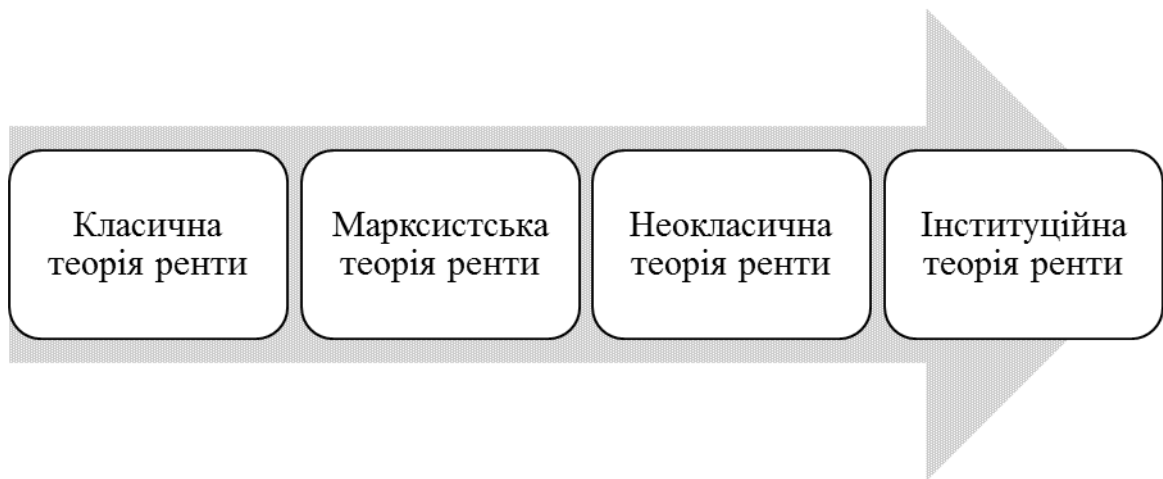 Класична
теорія ренти
Марксистська
теорія ренти
Неокласична
теорія ренти
Інституційна
теорія ренти